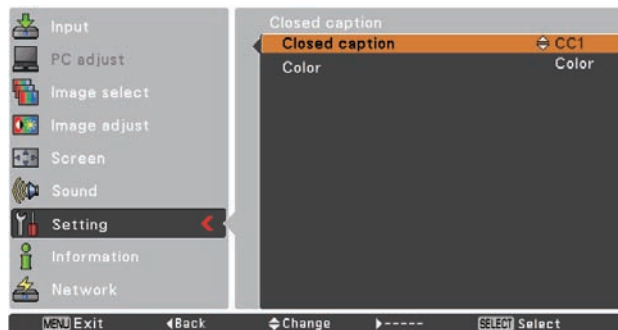 Input
PC adjust
Image select
Image adjust
Screen
Sound
Setting
Information
Network
Closed caption
Closed caption CC1
Color Color
MENU Exit Back Change ----- SELECT Select